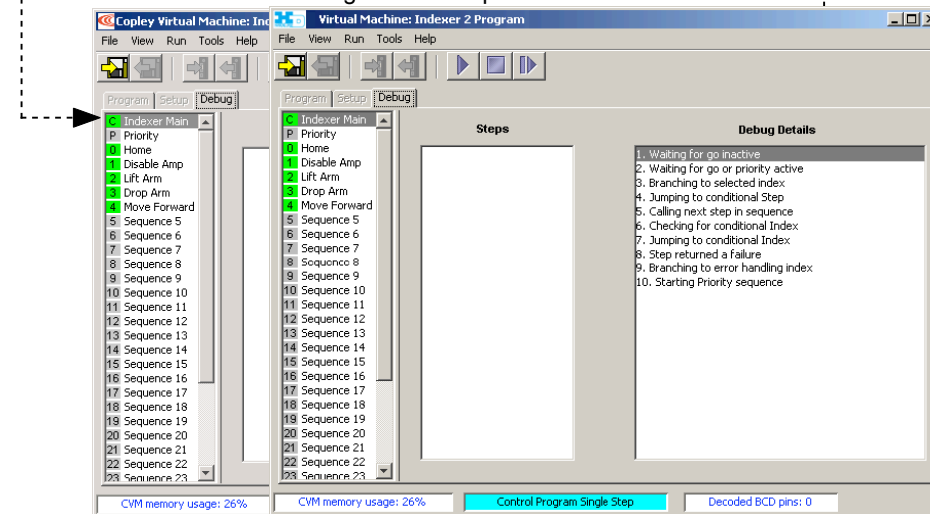 Copley Virtual Machine: Inc
File View Run Tools Help
Program Setup Debug
C Indexer Main
P Priority
0 Home
1 Disable Amp
2 Lift Arm
3 Drop Arm
4 Move Forward
5 Sequence 5
6 Sequence 6
7 Sequence 7
8 Sequence 8
9 Sequence 9
10 Sequence 10
11 Sequence 11
12 Sequence 12
13 Sequence 13
14 Sequence 14
15 Sequence 15
16 Sequence 16
17 Sequence 17
18 Sequence 18
19 Sequence 19
20 Sequence 20
21 Sequence 21
22 Sequence 22
23 Sequence 23
CVM memory usage: 26%
Virtual Machine: Indexer 2 Program
File View Run Tools Help
Program Setup Debug
C Indexer Main
P Priority
0 Home
1 Disable Amp
2 Lift Arm
3 Drop Arm
4 Move Forward
5 Sequence 5
6 Sequence 6
7 Sequence 7
8 Sequence 8
9 Sequence 9
10 Sequence 10
11 Sequence 11
12 Sequence 12
13 Sequence 13
14 Sequence 14
15 Sequence 15
16 Sequence 16
17 Sequence 17
18 Sequence 18
19 Sequence 19
20 Sequence 20
21 Sequence 21
22 Sequence 22
23 Sequence 23
Steps
Debug Details
1. Waiting for go inactive
2. Waiting for go or priority active
3. Branching to selected index
4. Jumping to conditional Step
5. Calling next step in sequence
6. Checking for conditional Index
7. Jumping to conditional Index
8. Step returned a failure
9. Branching to error handling index
10. Starting Priority sequence
CVM memory usage: 26%
Control Program Single Step
Decoded BCD pins: 0